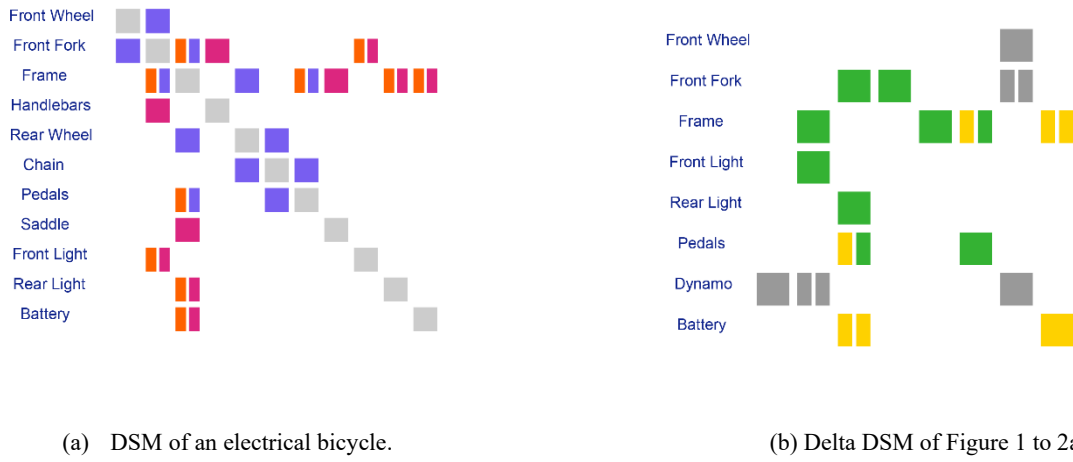 Front Wheel
Front Fork
Frame
Handlebars
Rear Wheel
Chain
Pedals
Saddle
Front Light
Rear Light
Battery
Front Wheel
Front Fork
Frame
Front Light
Rear Light
Pedals
Dynamo
Battery
(a) DSM of an electrical bicycle.
(b) Delta DSM of Figure 1 to 2a